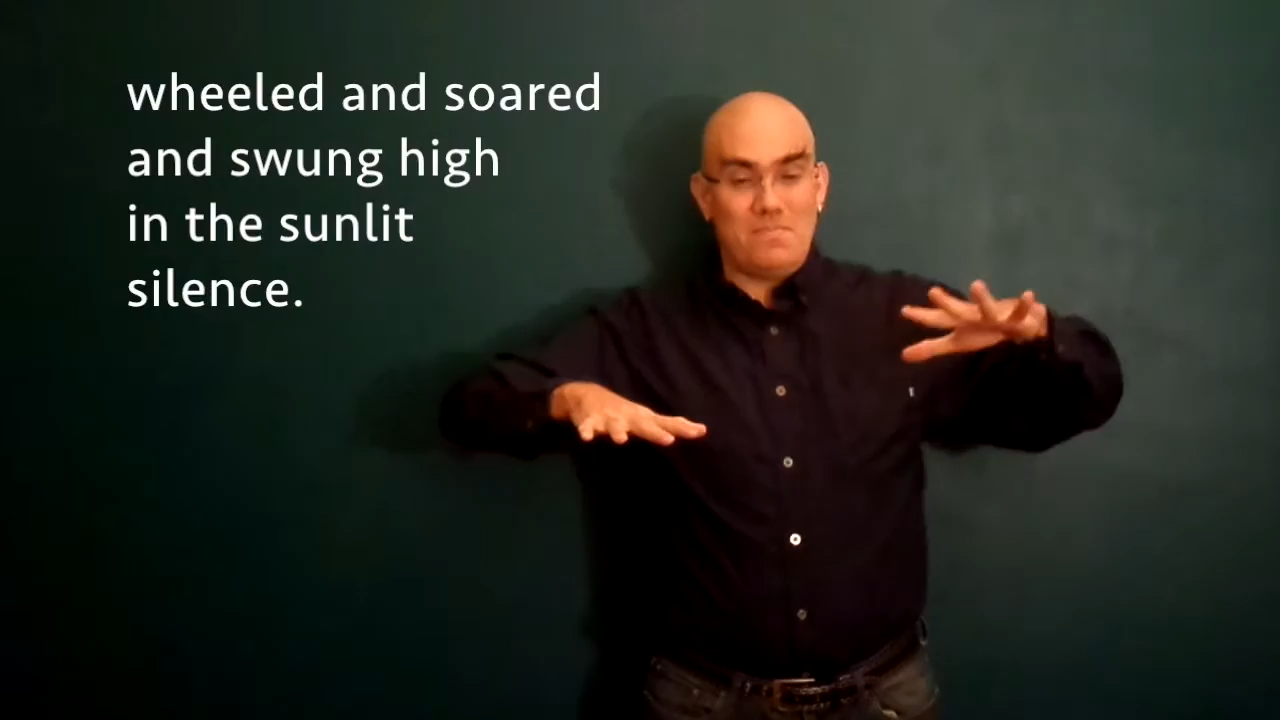 wheeled and soared
and swung high
in the sunlit
silence.